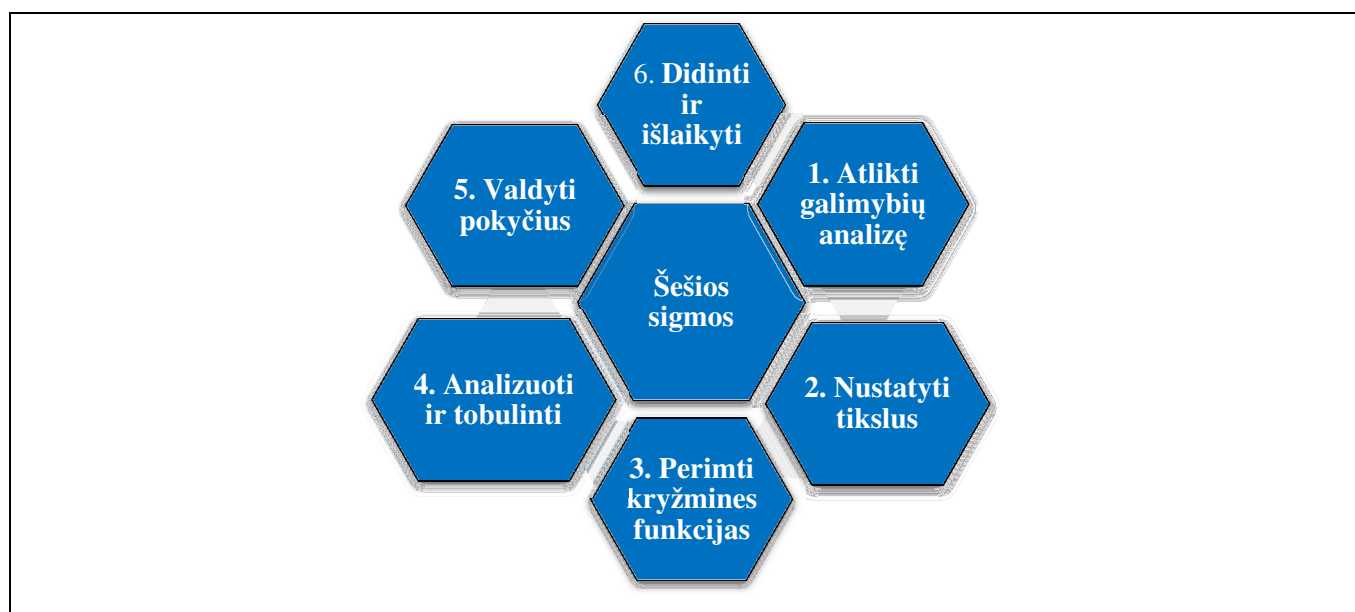 6. Didinti
ir
išlaikyti
1. Atlikti
galimybių
analizę
5. Valdyti
pokyčius
Šešios
sigmos
2. Nustatyti
tikslus
4. Analizuoti
ir tobulinti
3. Perimti
kryžmines
funkcijas